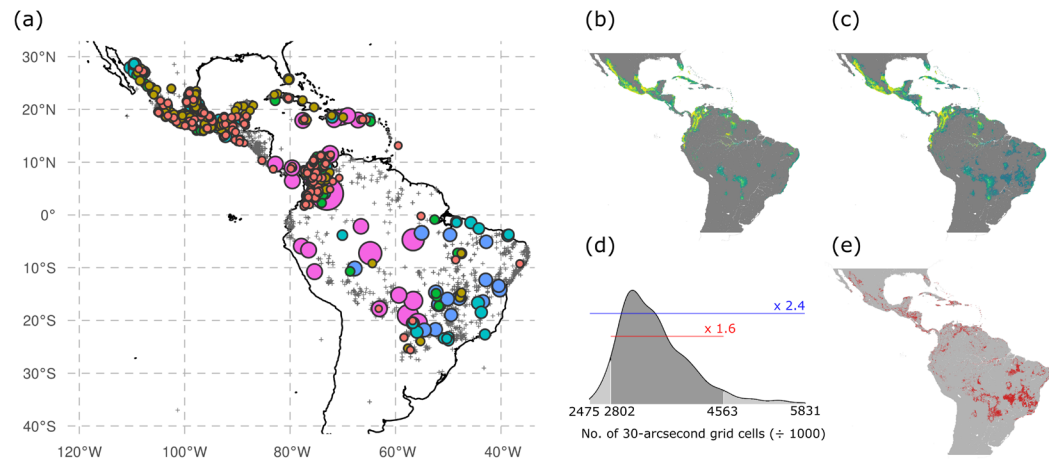 (a)
(b)
(c)
30°N
20°N
10°N
0°
10°S
20°S
30°S
40°S
120°W
100°W
80°W
60°W
40°W
(d)
x 2.4
x 1.6
2475 2802 4563 5831
No. of 30-arcsecond grid cells (÷ 1000)
(e)